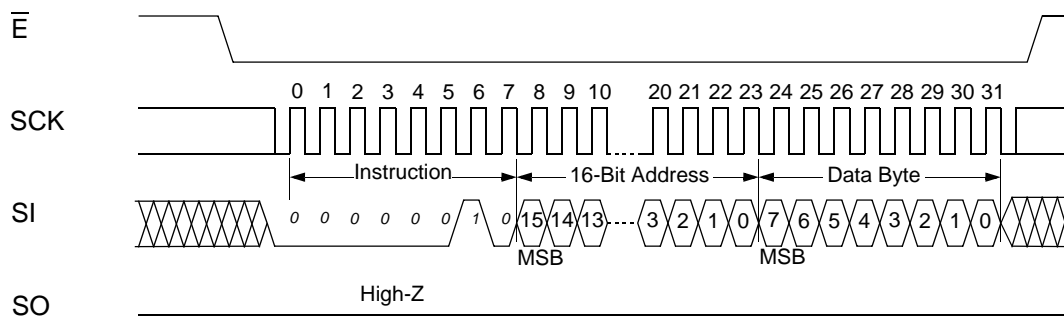 E
0 1 2 3 4 5 6 7 8 9 10 20 21 22 23 24 25 26 27 28 29 30 31
SCK
Instruction 16-Bit Address Data Byte
SI 0 0 0 0 0 0 1 0 15 14 13 3 2 1 0 7 6 5 4 3 2 1 0
MSB MSB
High-Z
SO